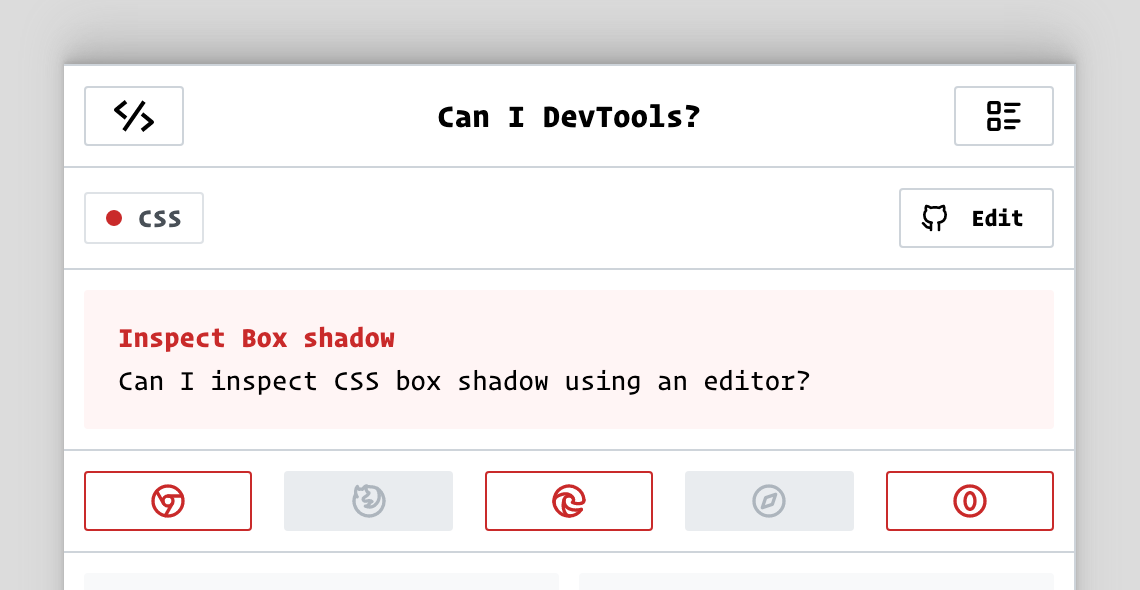 Can I DevTools?
CSS
Edit
Inspect Box shadow
Can I inspect CSS box shadow using an editor?